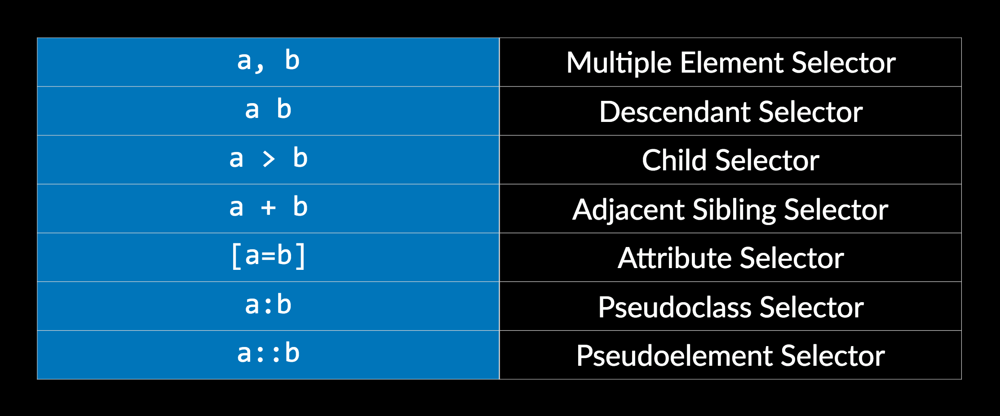 a, b Multiple Element Selector
a b Descendant Selector
a > b Child Selector
a + b Adjacent Sibling Selector
[a=b] Attribute Selector
a:b Pseudoclass Selector
a::b Pseudoelement Selector